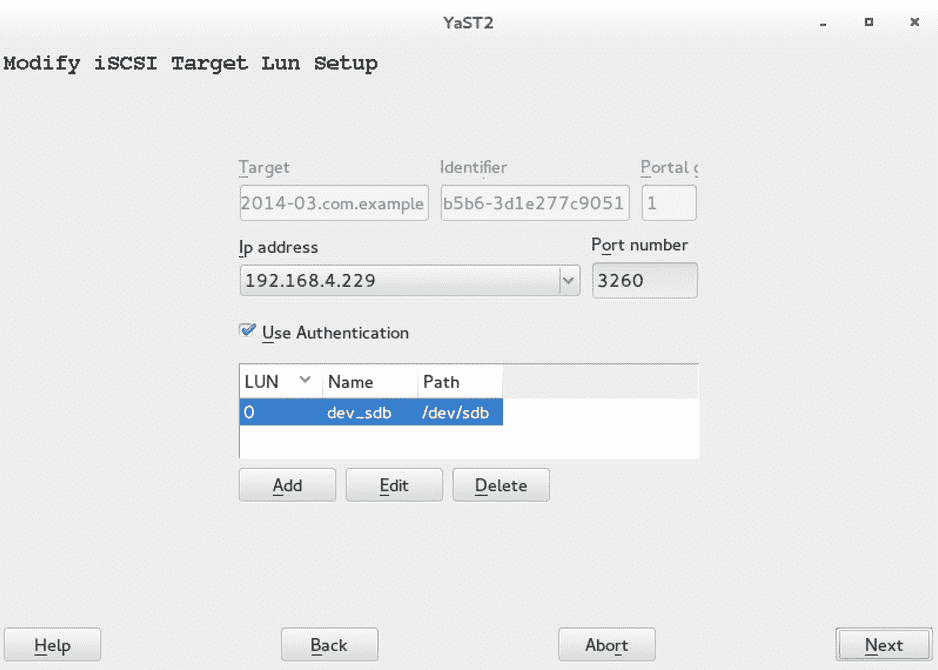 YaST2
Modify iSCSI Target Lun Setup
Target Identifier Portal g
2014-03.com.example b5b6-3d1e277c9051 1
Ip address Port number
192.168.4.229 3260
Use Authentication
LUN Name Path
0 dev_sdb /dev/sdb
Add Edit Delete
Help Back Abort Next